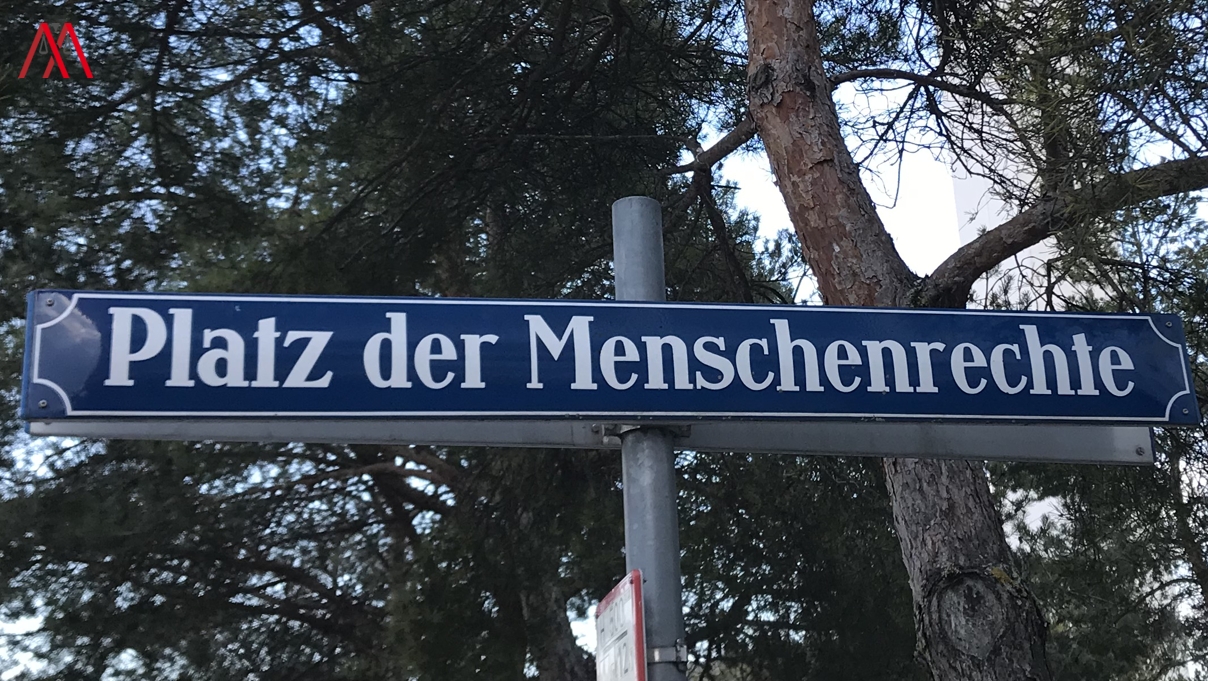 Platz der Menschenrechte